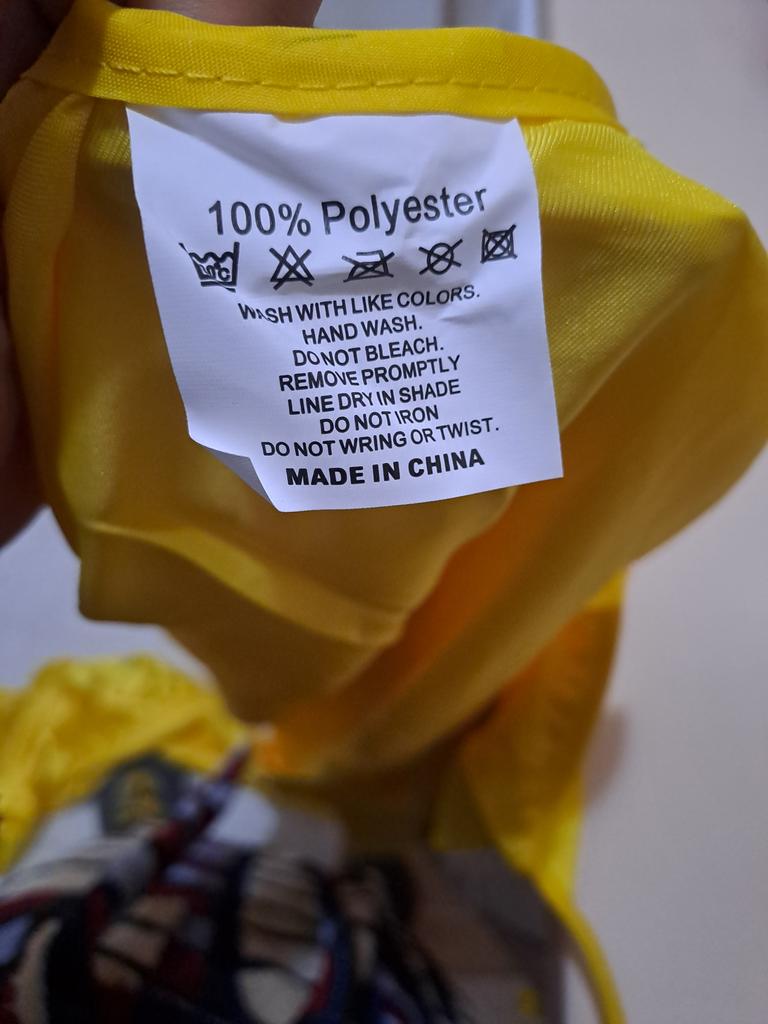 100% Polyester
WASH WITH LIKE COLORS.
HAND WASH.
DO NOT BLEACH.
REMOVE PROMPTLY
LINE DRY IN SHADE
DO NOT IRON
DO NOT WRING OR TWIST.
MADE IN CHINA